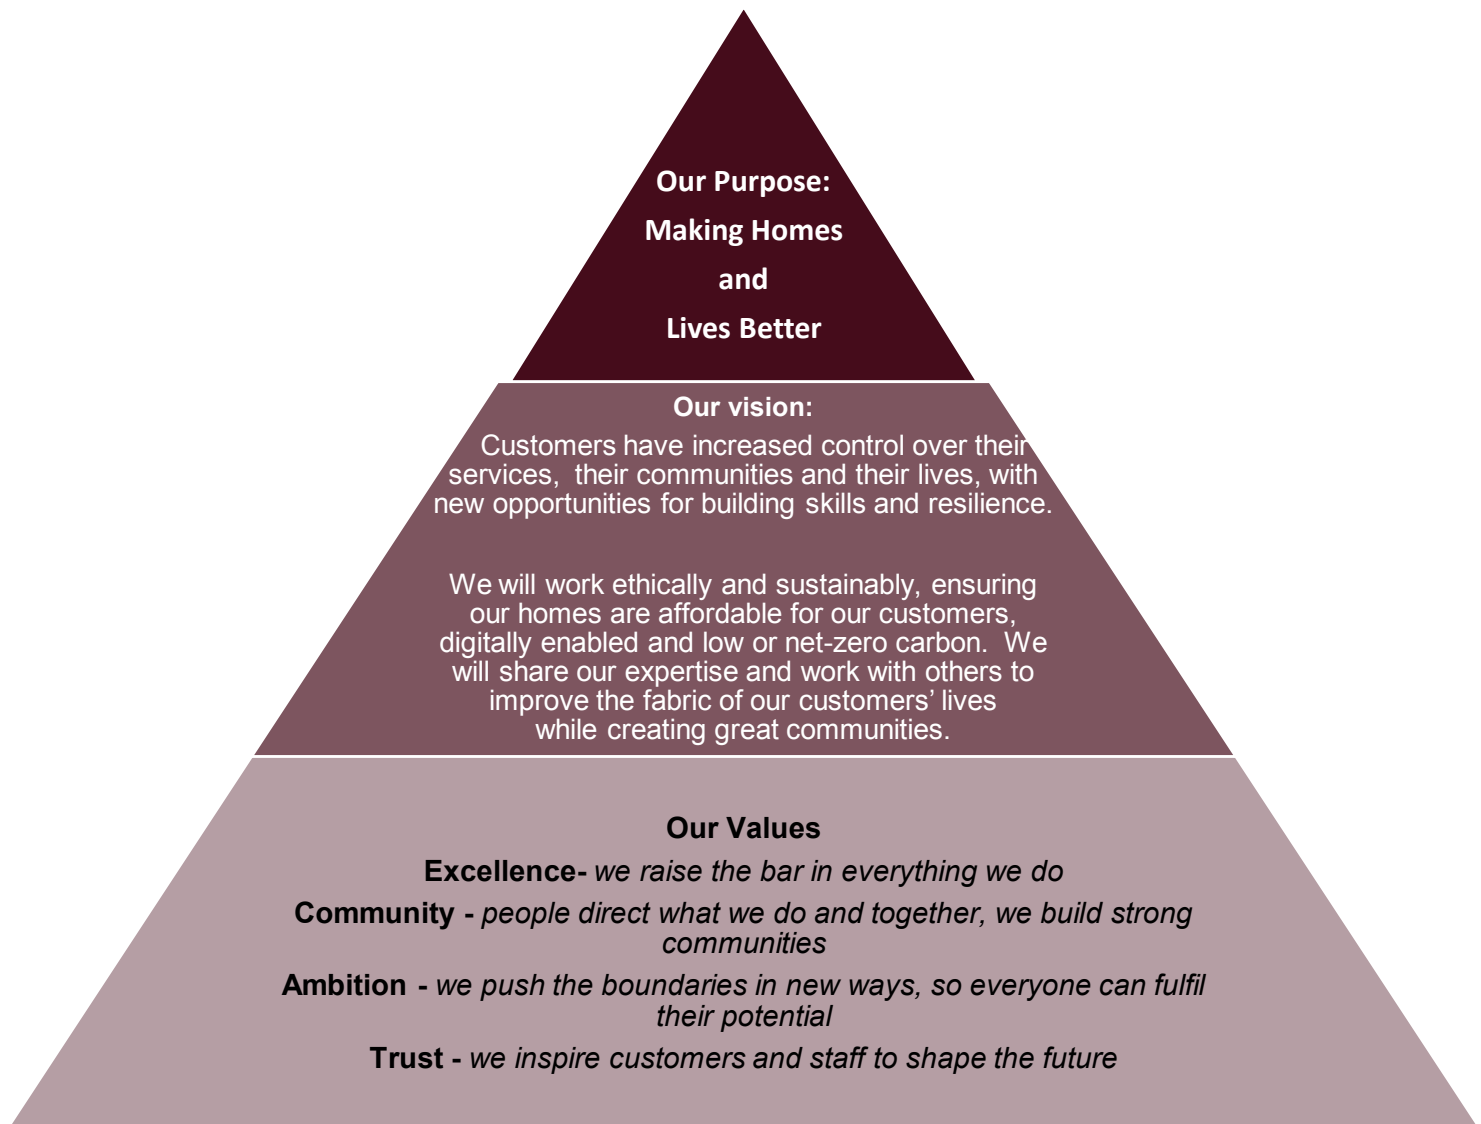 Our Purpose:
Making Homes
and
Lives Better
Our vision:
Customers have increased control over their
services, their communities and their lives, with
new opportunities for building skills and resilience.
We will work ethically and sustainably, ensuring
our homes are affordable for our customers,
digitally enabled and low or net-zero carbon. We
will share our expertise and work with others to
improve the fabric of our customers’ lives
while creating great communities.
Our Values
Excellence- we raise the bar in everything we do
Community - people direct what we do and together, we build strong
communities
Ambition - we push the boundaries in new ways, so everyone can fulfil
their potential
Trust - we inspire customers and staff to shape the future